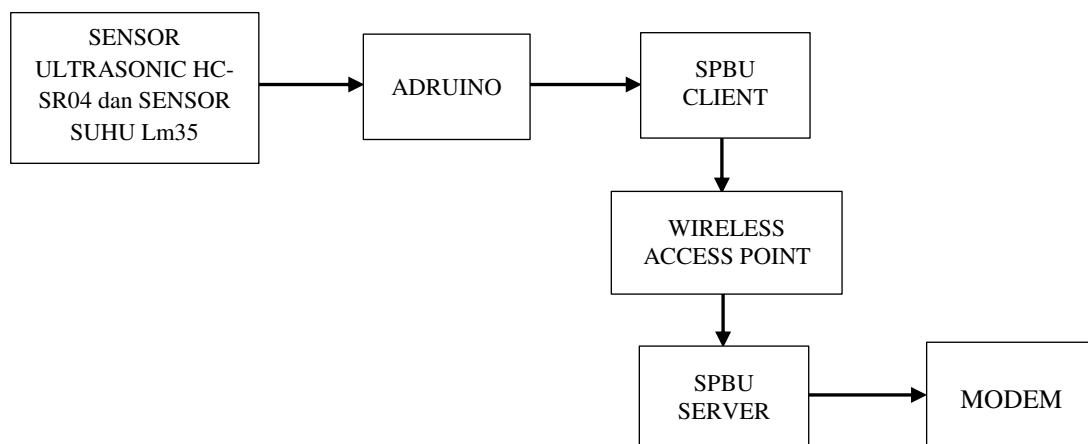 SENSOR
ULTRASONIC HC-
SR04 dan SENSOR
SUHU Lm35
ADRUINO
SPBU
CLIENT
WIRELESS
ACCESS POINT
SPBU
SERVER
MODEM